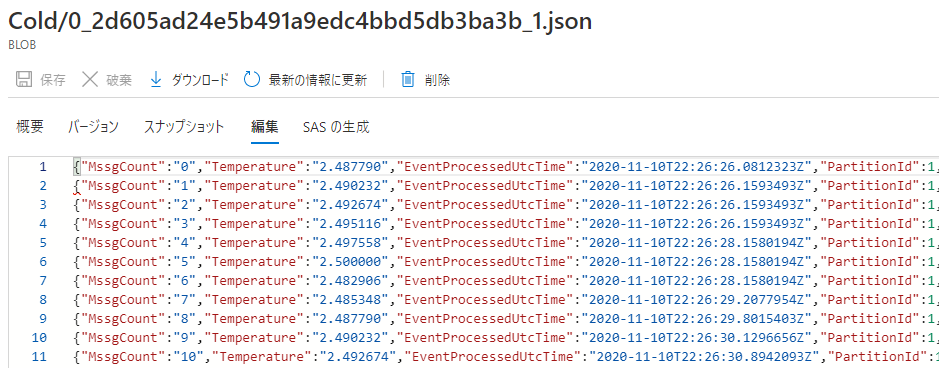 Cold/0_2d605ad24e5b491a9edc4bbd5db3ba3b_1.json
BLOB
保存 破棄 ダウンロード 最新の情報に更新 削除
概要 バージョン スナップショット 編集 SAS の生成
1 {"MssgCount":"0","Temperature":"2.487790","EventProcessedUtcTime":"2020-11-10T22:26:26.0812323Z","PartitionId":1,
2 {"MssgCount":"1","Temperature":"2.490232","EventProcessedUtcTime":"2020-11-10T22:26:26.1593493Z","PartitionId":1,
3 {"MssgCount":"2","Temperature":"2.492674","EventProcessedUtcTime":"2020-11-10T22:26:26.1593493Z","PartitionId":1,
4 {"MssgCount":"3","Temperature":"2.495116","EventProcessedUtcTime":"2020-11-10T22:26:26.1593493Z","PartitionId":1,
5 {"MssgCount":"4","Temperature":"2.497558","EventProcessedUtcTime":"2020-11-10T22:26:28.1580194Z","PartitionId":1,
6 {"MssgCount":"5","Temperature":"2.500000","EventProcessedUtcTime":"2020-11-10T22:26:28.1580194Z","PartitionId":1,
7 {"MssgCount":"6","Temperature":"2.482906","EventProcessedUtcTime":"2020-11-10T22:26:28.1580194Z","PartitionId":1,
8 {"MssgCount":"7","Temperature":"2.485348","EventProcessedUtcTime":"2020-11-10T22:26:29.2077954Z","PartitionId":1,
9 {"MssgCount":"8","Temperature":"2.487790","EventProcessedUtcTime":"2020-11-10T22:26:29.8015403Z","PartitionId":1,
10 {"MssgCount":"9","Temperature":"2.490232","EventProcessedUtcTime":"2020-11-10T22:26:30.1296656Z","PartitionId":1,
11 {"MssgCount":"10","Temperature":"2.492674","EventProcessedUtcTime":"2020-11-10T22:26:30.8942093Z","PartitionId":1